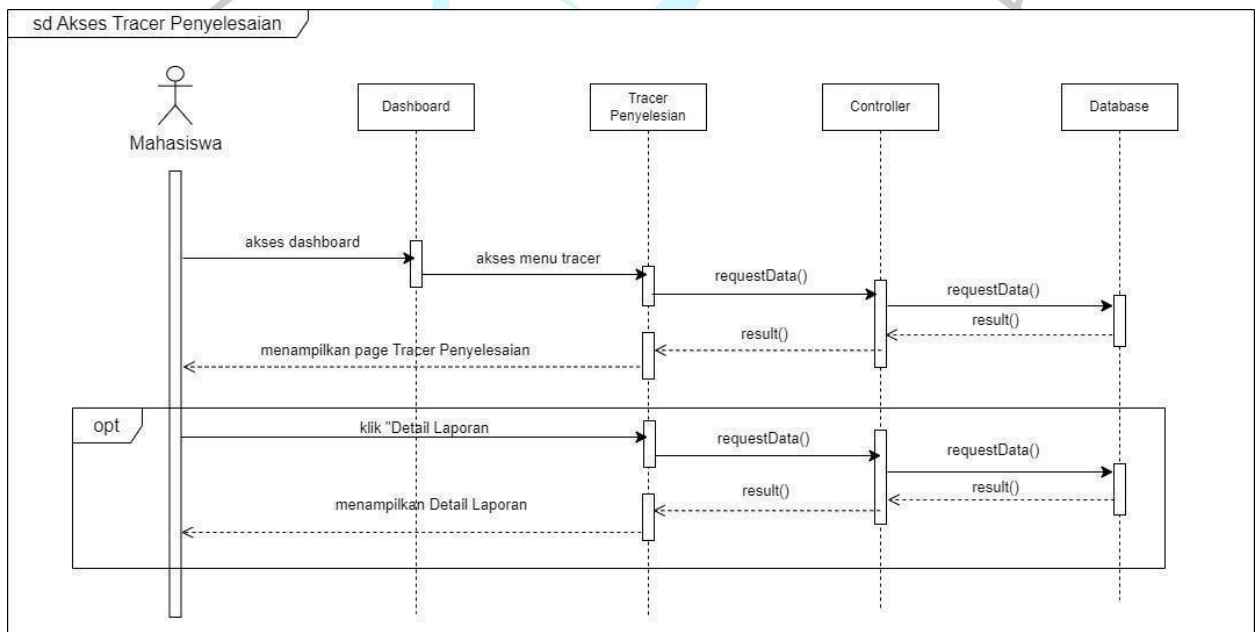 sd Akses Tracer Penyelesaian
Mahasiswa
Dashboard
Tracer
Penyelesian
Controller
Database
akses dashboard
akses menu tracer
requestData()
requestData()
result()
result()
menampilkan page Tracer Penyelesaian
opt
klik "Detail Laporan
requestData()
requestData()
result()
result()
menampilkan Detail Laporan